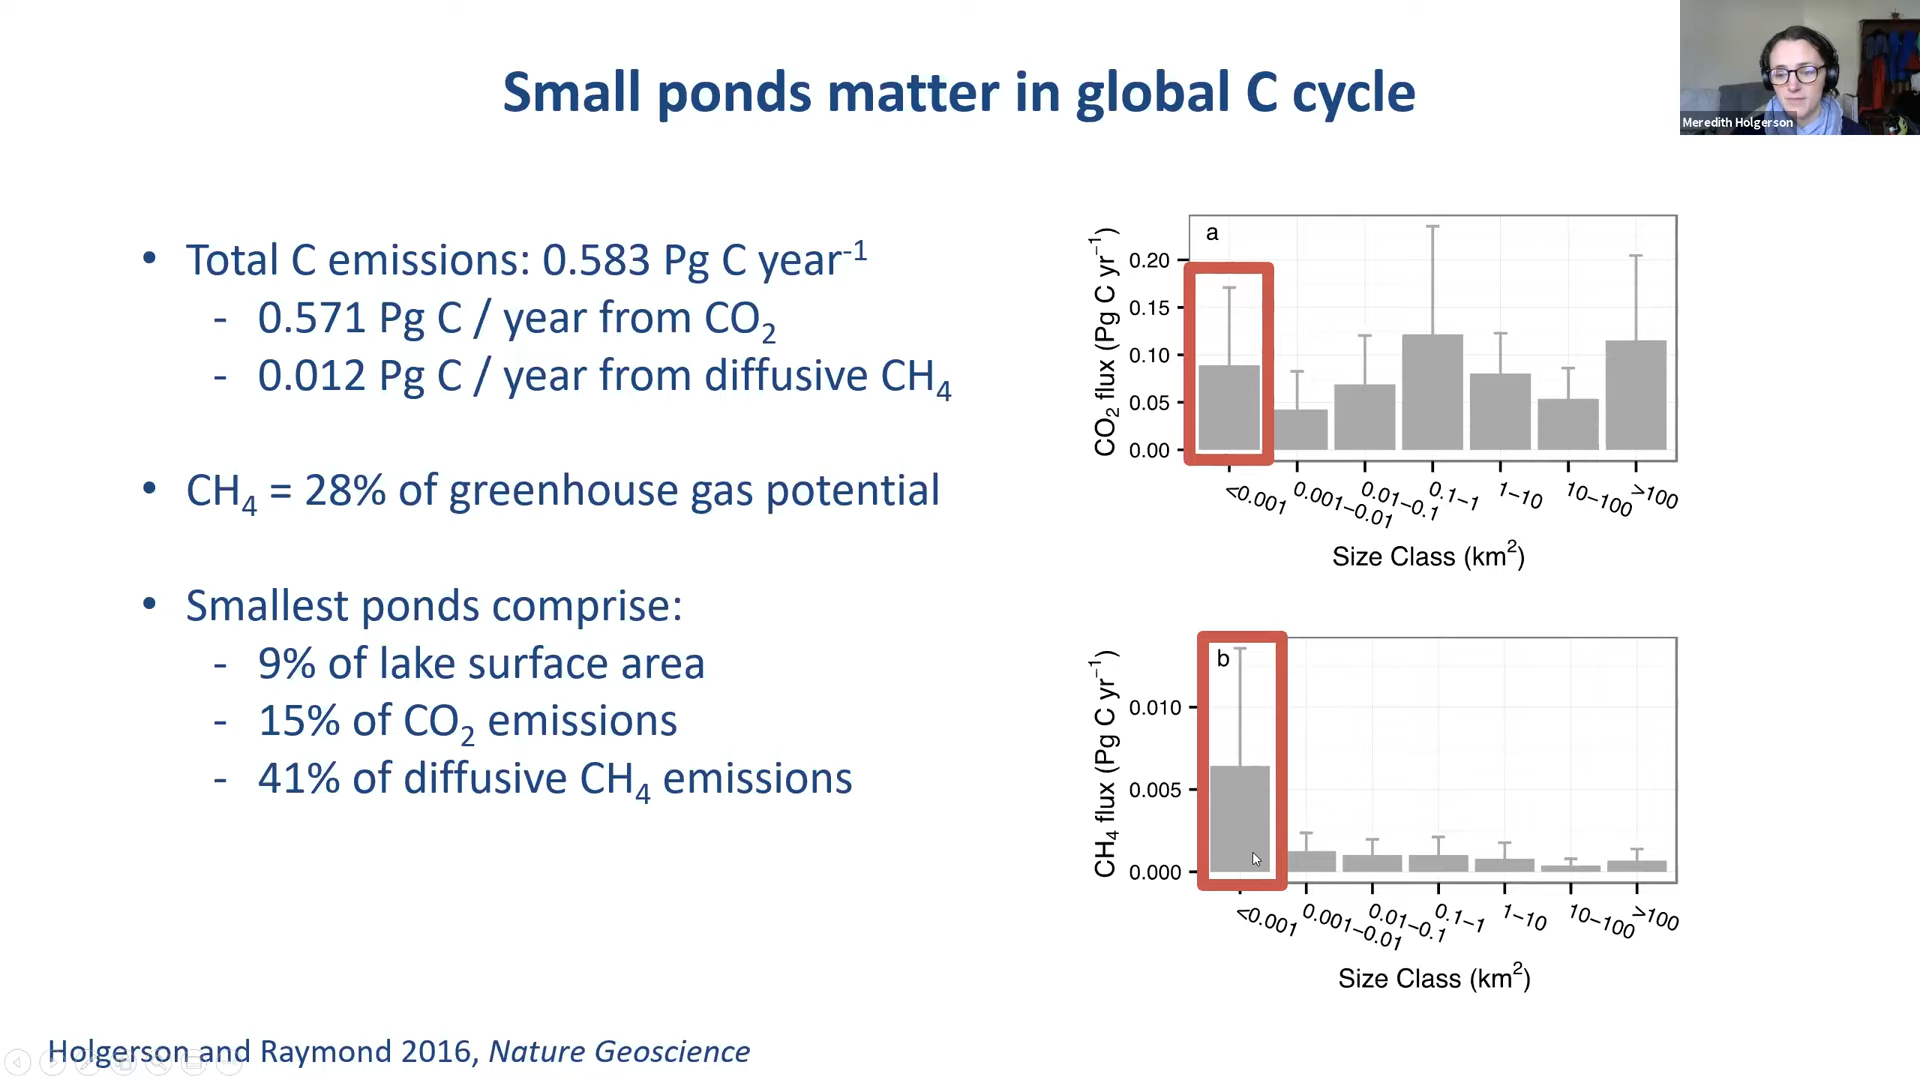 Small ponds matter in global C cycle
Meredith Holgerson
• Total C emissions: 0.583 Pg C year⁻¹
- 0.571 Pg C / year from CO₂
- 0.012 Pg C / year from diffusive CH₄
• CH₄ = 28% of greenhouse gas potential
• Smallest ponds comprise:
- 9% of lake surface area
- 15% of CO₂ emissions
- 41% of diffusive CH₄ emissions
a
CO₂ flux (Pg C yr⁻¹)
0.20
0.15
0.10
0.05
0.00
<0.001
0.001–0.01
0.01–0.1
0.1–1
1–10
10–100
>100
Size Class (km²)
b
CH₄ flux (Pg C yr⁻¹)
0.010
0.005
0.000
<0.001
0.001–0.01
0.01–0.1
0.1–1
1–10
10–100
>100
Size Class (km²)
Holgerson and Raymond 2016, Nature Geoscience